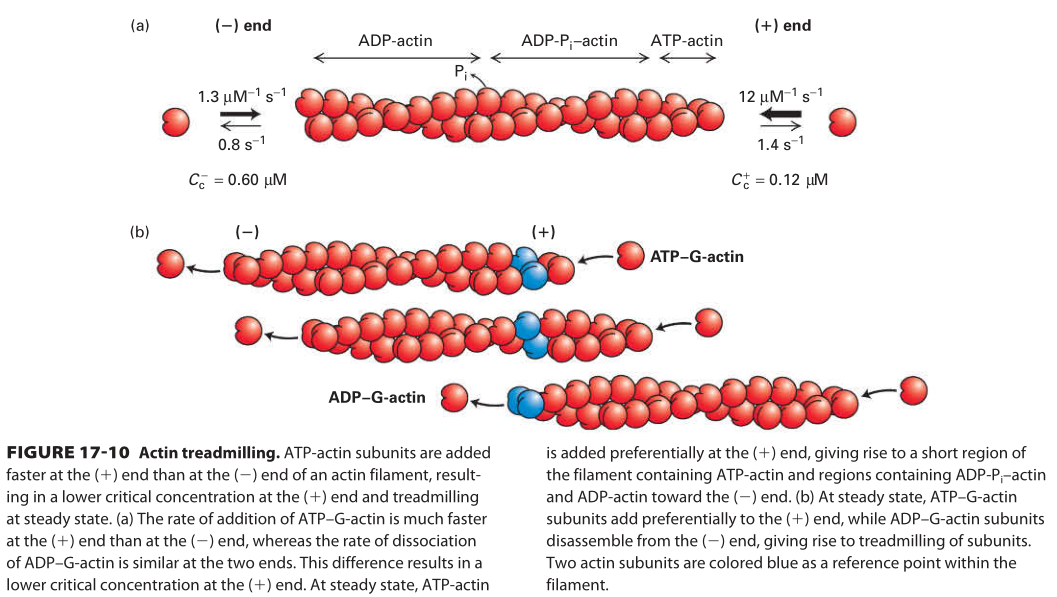 (a)
(−) end
(+) end
ADP-actin
ADP-Pi–actin
ATP-actin
Pi
1.3 μM−1 s−1
12 μM−1 s−1
0.8 s−1
1.4 s−1
Cc− = 0.60 μM
Cc+ = 0.12 μM
(b)
(−)
(+)
ATP–G-actin
ADP–G-actin
FIGURE 17-10 Actin treadmilling. ATP-actin subunits are added
faster at the (+) end than at the (−) end of an actin filament, result-
ing in a lower critical concentration at the (+) end and treadmilling
at steady state. (a) The rate of addition of ATP–G-actin is much faster
at the (+) end than at the (−) end, whereas the rate of dissociation
of ADP–G-actin is similar at the two ends. This difference results in a
lower critical concentration at the (+) end. At steady state, ATP-actin
is added preferentially at the (+) end, giving rise to a short region of
the filament containing ATP-actin and regions containing ADP-Pi–actin
and ADP-actin toward the (−) end. (b) At steady state, ATP–G-actin
subunits add preferentially to the (+) end, while ADP–G-actin subunits
disassemble from the (−) end, giving rise to treadmilling of subunits.
Two actin subunits are colored blue as a reference point within the
filament.